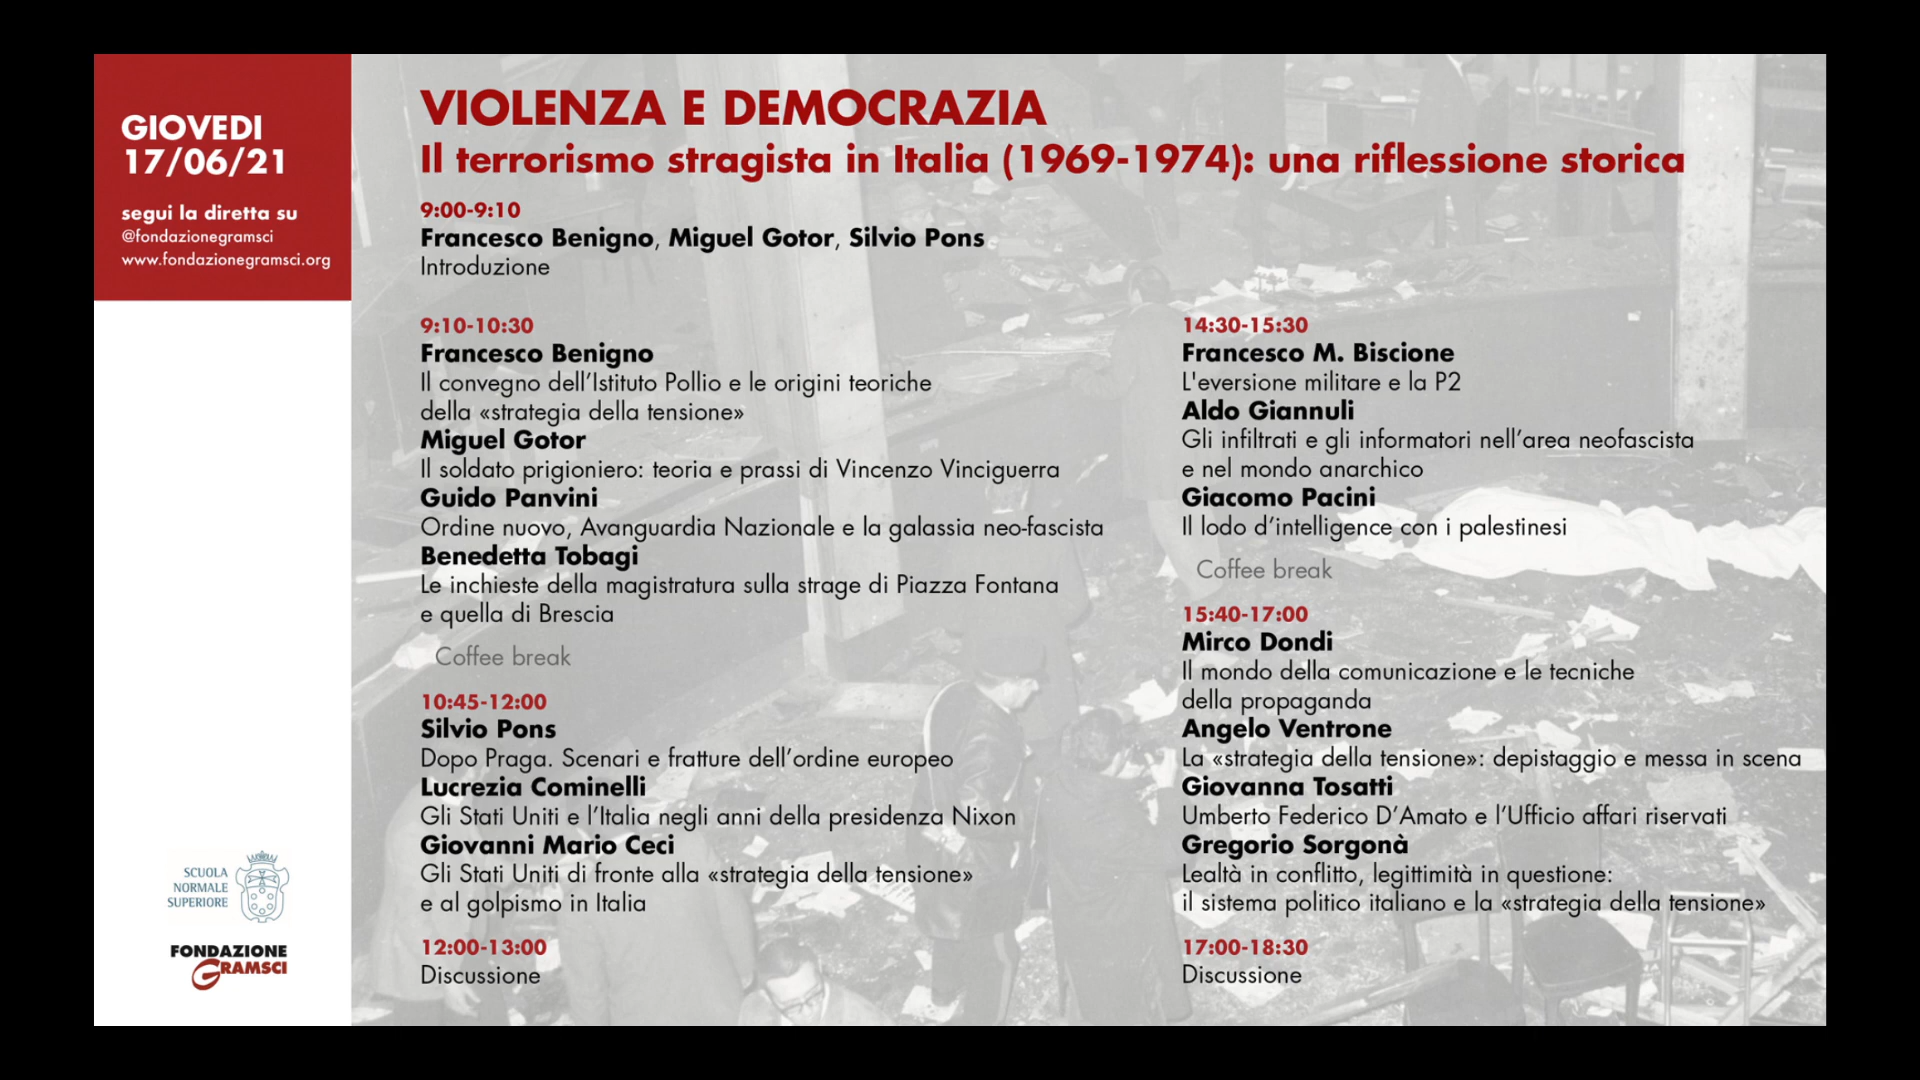 GIOVEDI
17/06/21
segui la diretta su
@fondazionegramsci
www.fondazionegramsci.org
VIOLENZA E DEMOCRAZIA
Il terrorismo stragista in Italia (1969-1974): una riflessione storica
9:00-9:10
Francesco Benigno, Miguel Gotor, Silvio Pons
Introduzione
9:10-10:30
Francesco Benigno
Il convegno dell’Istituto Pollio e le origini teoriche
della «strategia della tensione»
Miguel Gotor
Il soldato prigioniero: teoria e prassi di Vincenzo Vinciguerra
Guido Panvini
Ordine nuovo, Avanguardia Nazionale e la galassia neo-fascista
Benedetta Tobagi
Le inchieste della magistratura sulla strage di Piazza Fontana
e quella di Brescia
Coffee break
10:45-12:00
Silvio Pons
Dopo Praga. Scenari e fratture dell’ordine europeo
Lucrezia Cominelli
Gli Stati Uniti e l’Italia negli anni della presidenza Nixon
Giovanni Mario Ceci
Gli Stati Uniti di fronte alla «strategia della tensione»
e al golpismo in Italia
12:00-13:00
Discussione
14:30-15:30
Francesco M. Biscione
L'eversione militare e la P2
Aldo Giannuli
Gli infiltrati e gli informatori nell’area neofascista
e nel mondo anarchico
Giacomo Pacini
Il lodo d’intelligence con i palestinesi
Coffee break
15:40-17:00
Mirco Dondi
Il mondo della comunicazione e le tecniche
della propaganda
Angelo Ventrone
La «strategia della tensione»: depistaggio e messa in scena
Giovanna Tosatti
Umberto Federico D’Amato e l’Ufficio affari riservati
Gregorio Sorgonà
Lealtà in conflitto, legittimità in questione:
il sistema politico italiano e la «strategia della tensione»
17:00-18:30
Discussione
SCUOLA
NORMALE
SUPERIORE
FONDAZIONE
GRAMSCI